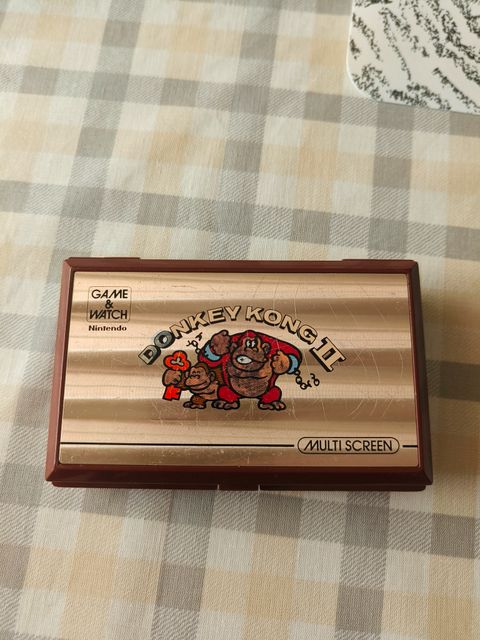 GAME
&
WATCH
Nintendo
DONKEY KONG II
MULTI SCREEN